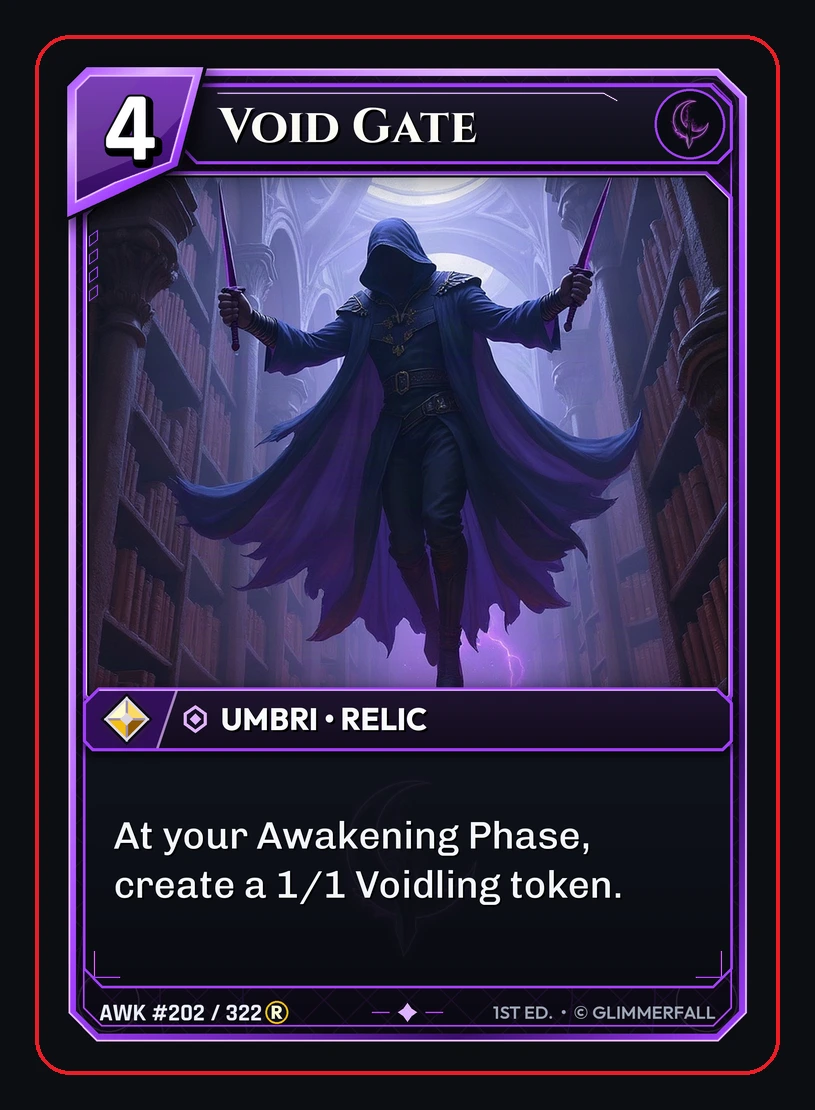 4
Void Gate
UMBRI • RELIC
At your Awakening Phase,
create a 1/1 Voidling token.
AWK #202 / 322 R
1ST ED. • © GLIMMERFALL